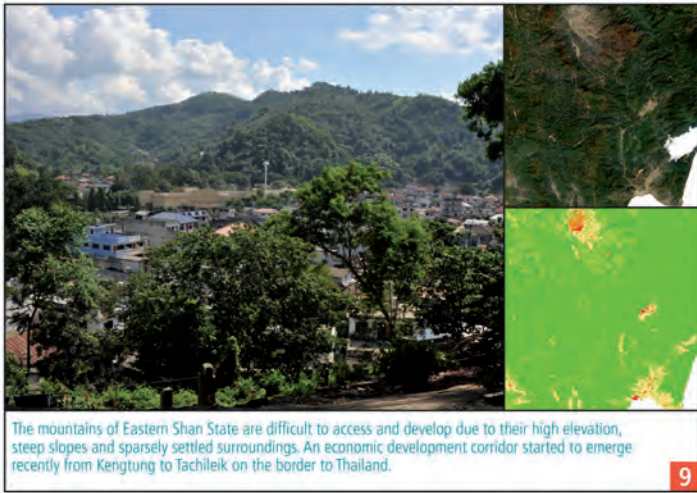 The mountains of Eastern Shan State are difficult to access and develop due to their high elevation,
steep slopes and sparsely settled surroundings. An economic development corridor started to emerge
recently from Kengtung to Tachileik on the border to Thailand.
9